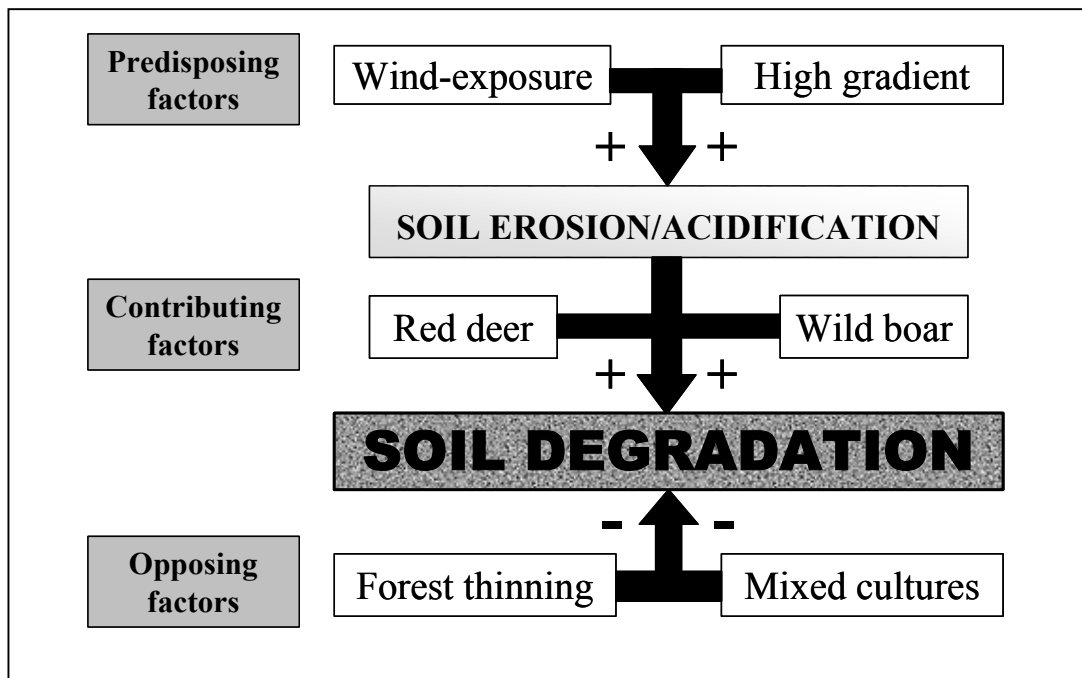 Predisposing
factors
Wind-exposure
High gradient
+ +
SOIL EROSION/ACIDIFICATION
Contributing
factors
Red deer
Wild boar
+ +
SOIL DEGRADATION
- -
Opposing
factors
Forest thinning
Mixed cultures